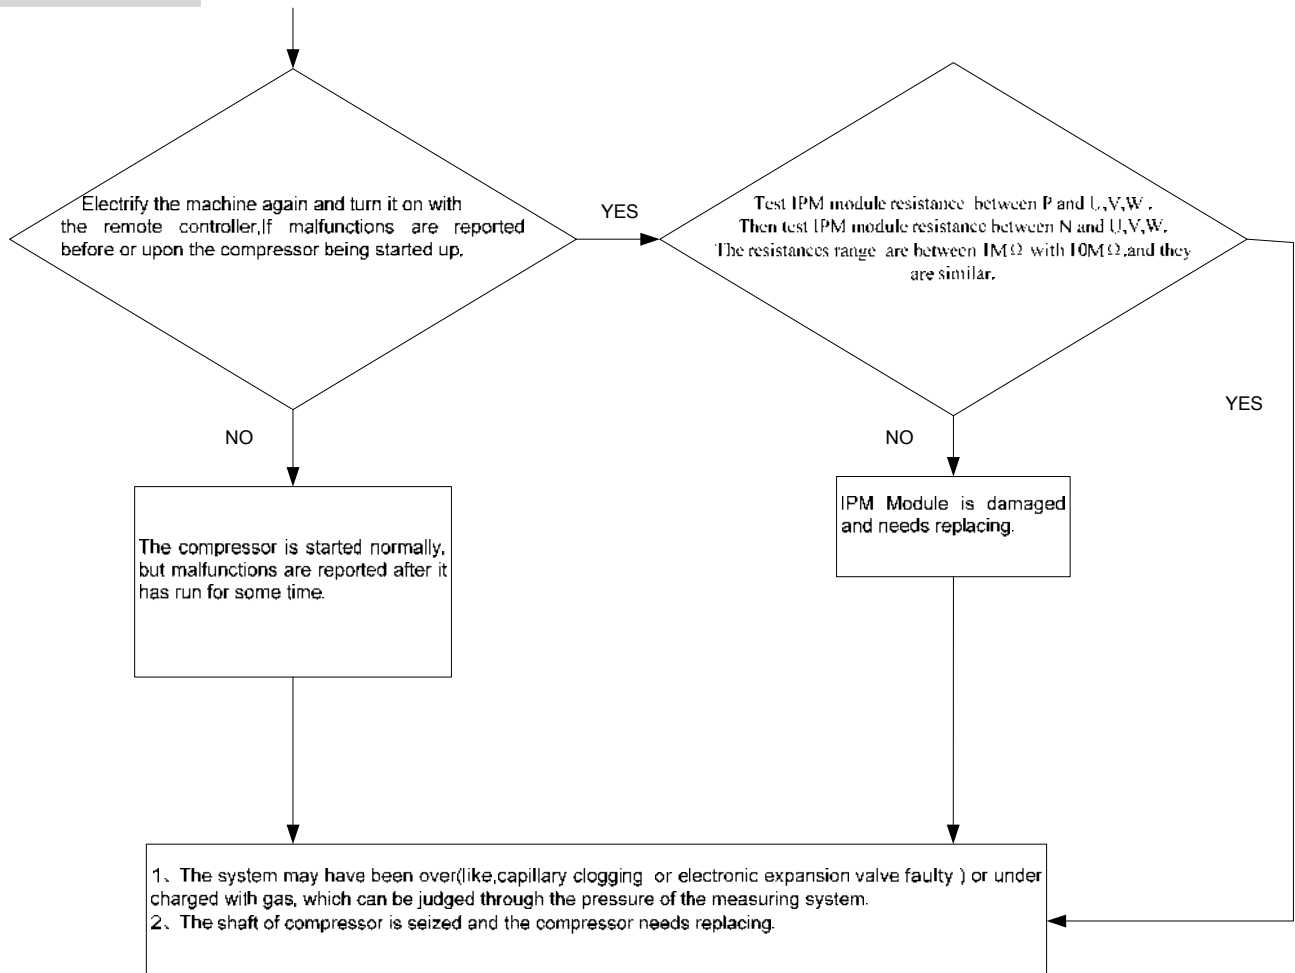 Electrify the machine again and turn it on with
the remote controller,If malfunctions are reported
before or upon the compressor being started up,
YES
Test IPM module resistance between P and U,V,W .
Then test IPM module resistance between N and U,V,W.
The resistances range are between 1MΩ with 10MΩ,and they
are similar.
YES
NO
NO
IPM Module is damaged
and needs replacing.
The compressor is started normally,
but malfunctions are reported after it
has run for some time.
1、The system may have been over(like,capillary clogging or electronic expansion valve faulty ) or under
charged with gas, which can be judged through the pressure of the measuring system.
2、The shaft of compressor is seized and the compressor needs replacing.